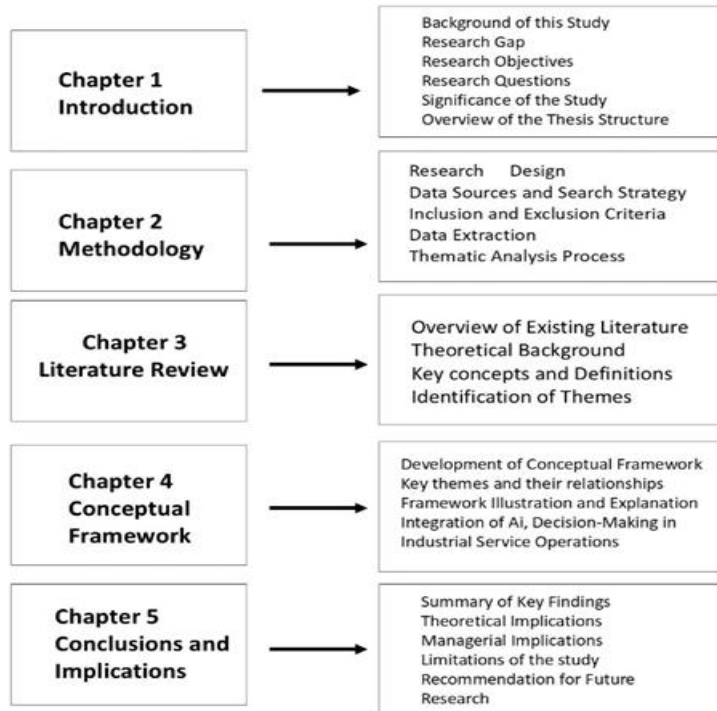 Chapter 1
Introduction
Background of this Study
Research Gap
Research Objectives
Research Questions
Significance of the Study
Overview of the Thesis Structure
Chapter 2
Methodology
Research Design
Data Sources and Search Strategy
Inclusion and Exclusion Criteria
Data Extraction
Thematic Analysis Process
Chapter 3
Literature Review
Overview of Existing Literature
Theoretical Background
Key concepts and Definitions
Identification of Themes
Chapter 4
Conceptual
Framework
Development of Conceptual Framework
Key themes and their relationships
Framework Illustration and Explanation
Integration of Ai, Decision-Making in
Industrial Service Operations
Chapter 5
Conclusions and
Implications
Summary of Key Findings
Theoretical Implications
Managerial Implications
Limitations of the study
Recommendation for Future
Research